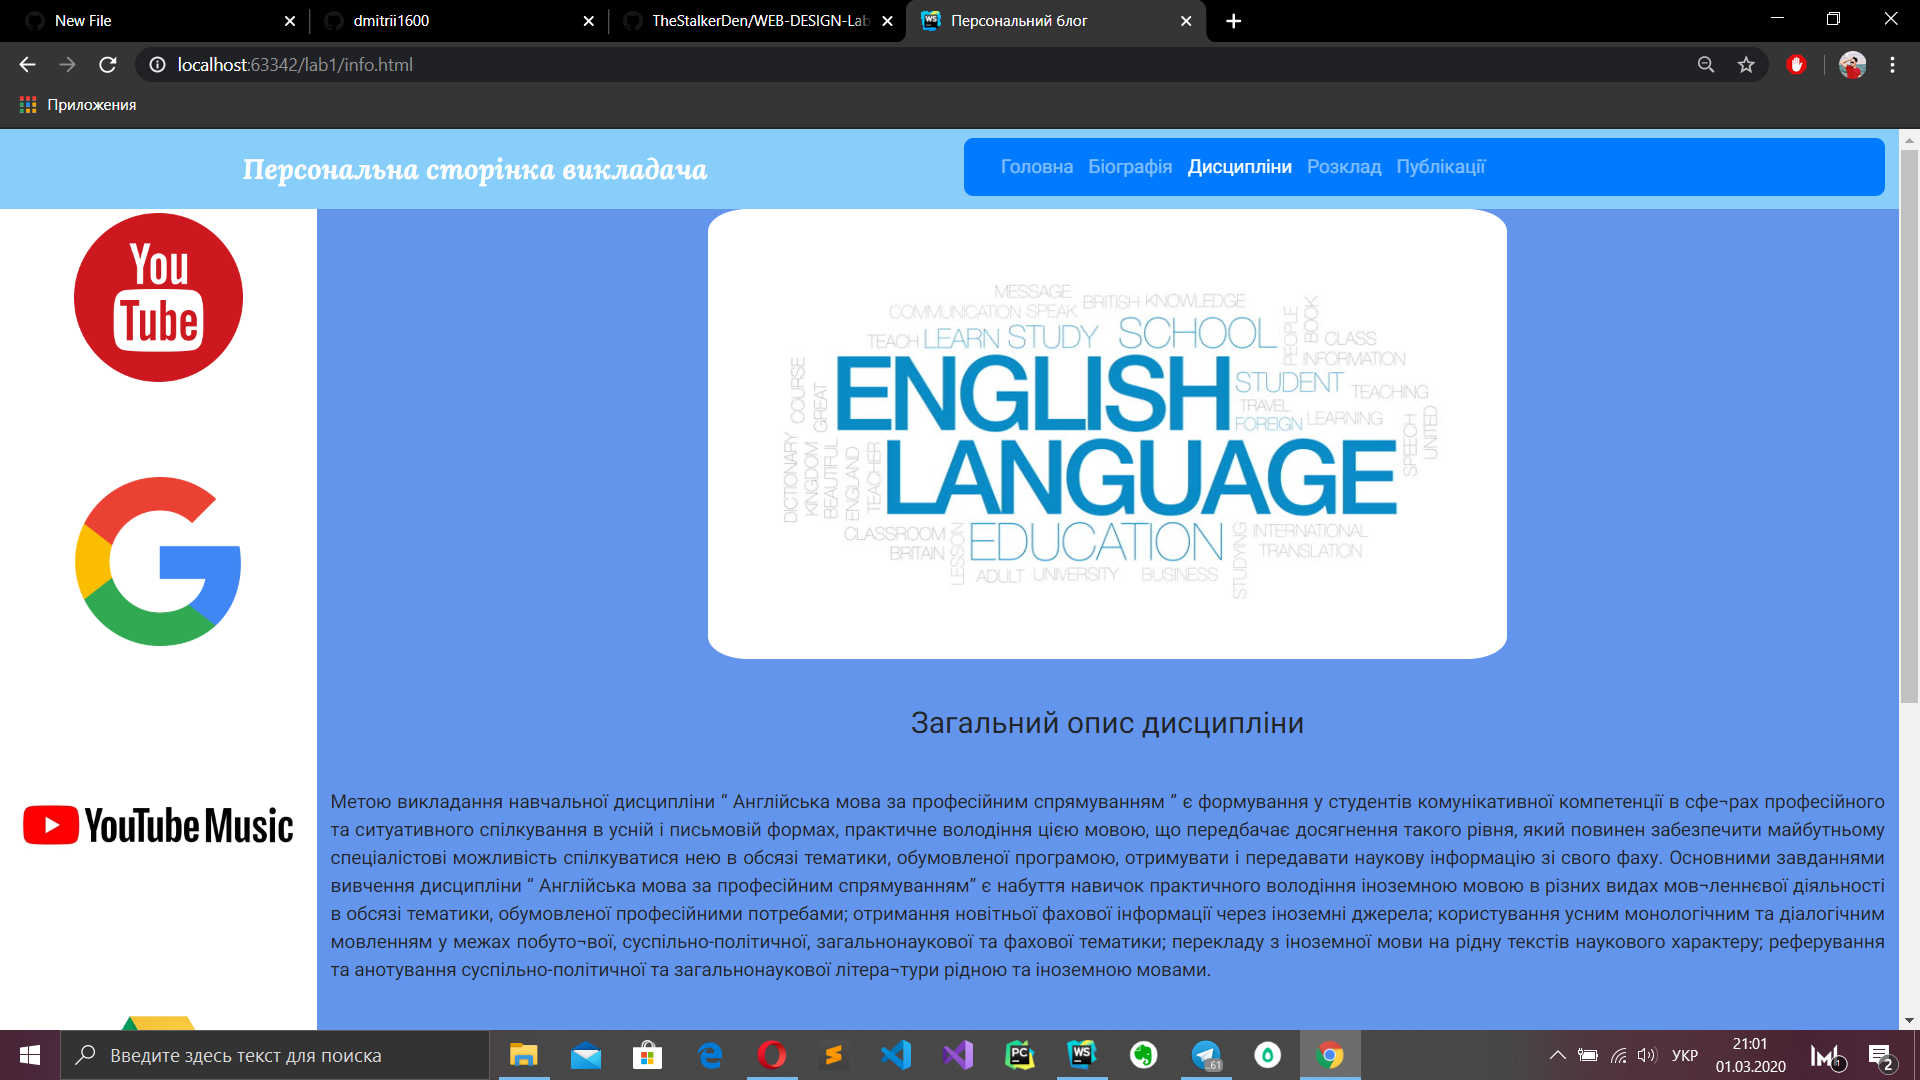 New File
dmitrii1600
TheStalkerDen/WEB-DESIGN-Lab
Персональний блог
localhost:63342/lab1/info.html
Приложения
Персональна сторінка викладача
Головна Біографія Дисципліни Розклад Публікації
You
Tube
MESSAGE
COMMUNICATION SPEAK BRITISH KNOWLEDGE
TEACH LEARN STUDY SCHOOL PEOPLE BOOK CLASS
INFORMATION
ENGLISH STUDENT TEACHING
COURSE GREAT TRAVEL
FOREIGN LEARNING
LANGUAGE SPEECH UNITED
DICTIONARY KINGDOM BEAUTIFUL ENGLAND TEACHER
CLASSROOM LESSON EDUCATION STUDYING INTERNATIONAL
BRITAIN TRANSLATION
ADULT UNIVERSITY BUSINESS
Загальний опис дисципліни
YouTube Music
Метою викладання навчальної дисципліни “ Англійська мова за професійним спрямуванням ” є формування у студентів комунікативної компетенції в сфе¬рах професійного
та ситуативного спілкування в усній і письмовій формах, практичне володіння цією мовою, що передбачає досягнення такого рівня, який повинен забезпечити майбутньому
спеціалістові можливість спілкуватися нею в обсязі тематики, обумовленої програмою, отримувати і передавати наукову інформацію зі свого фаху. Основними завданнями
вивчення дисципліни “ Англійська мова за професійним спрямуванням” є набуття навичок практичного володіння іноземною мовою в різних видах мов¬леннєвої діяльності
в обсязі тематики, обумовленої професійними потребами; отримання новітньої фахової інформації через іноземні джерела; користування усним монологічним та діалогічним
мовленням у межах побуто¬вої, суспільно-політичної, загальнонаукової та фахової тематики; перекладу з іноземної мови на рідну текстів наукового характеру; реферування
та анотування суспільно-політичної та загальнонаукової літера¬тури рідною та іноземною мовами.
Введите здесь текст для поиска
PC
WS
..61
УКР
21:01
01.03.2020
1
2